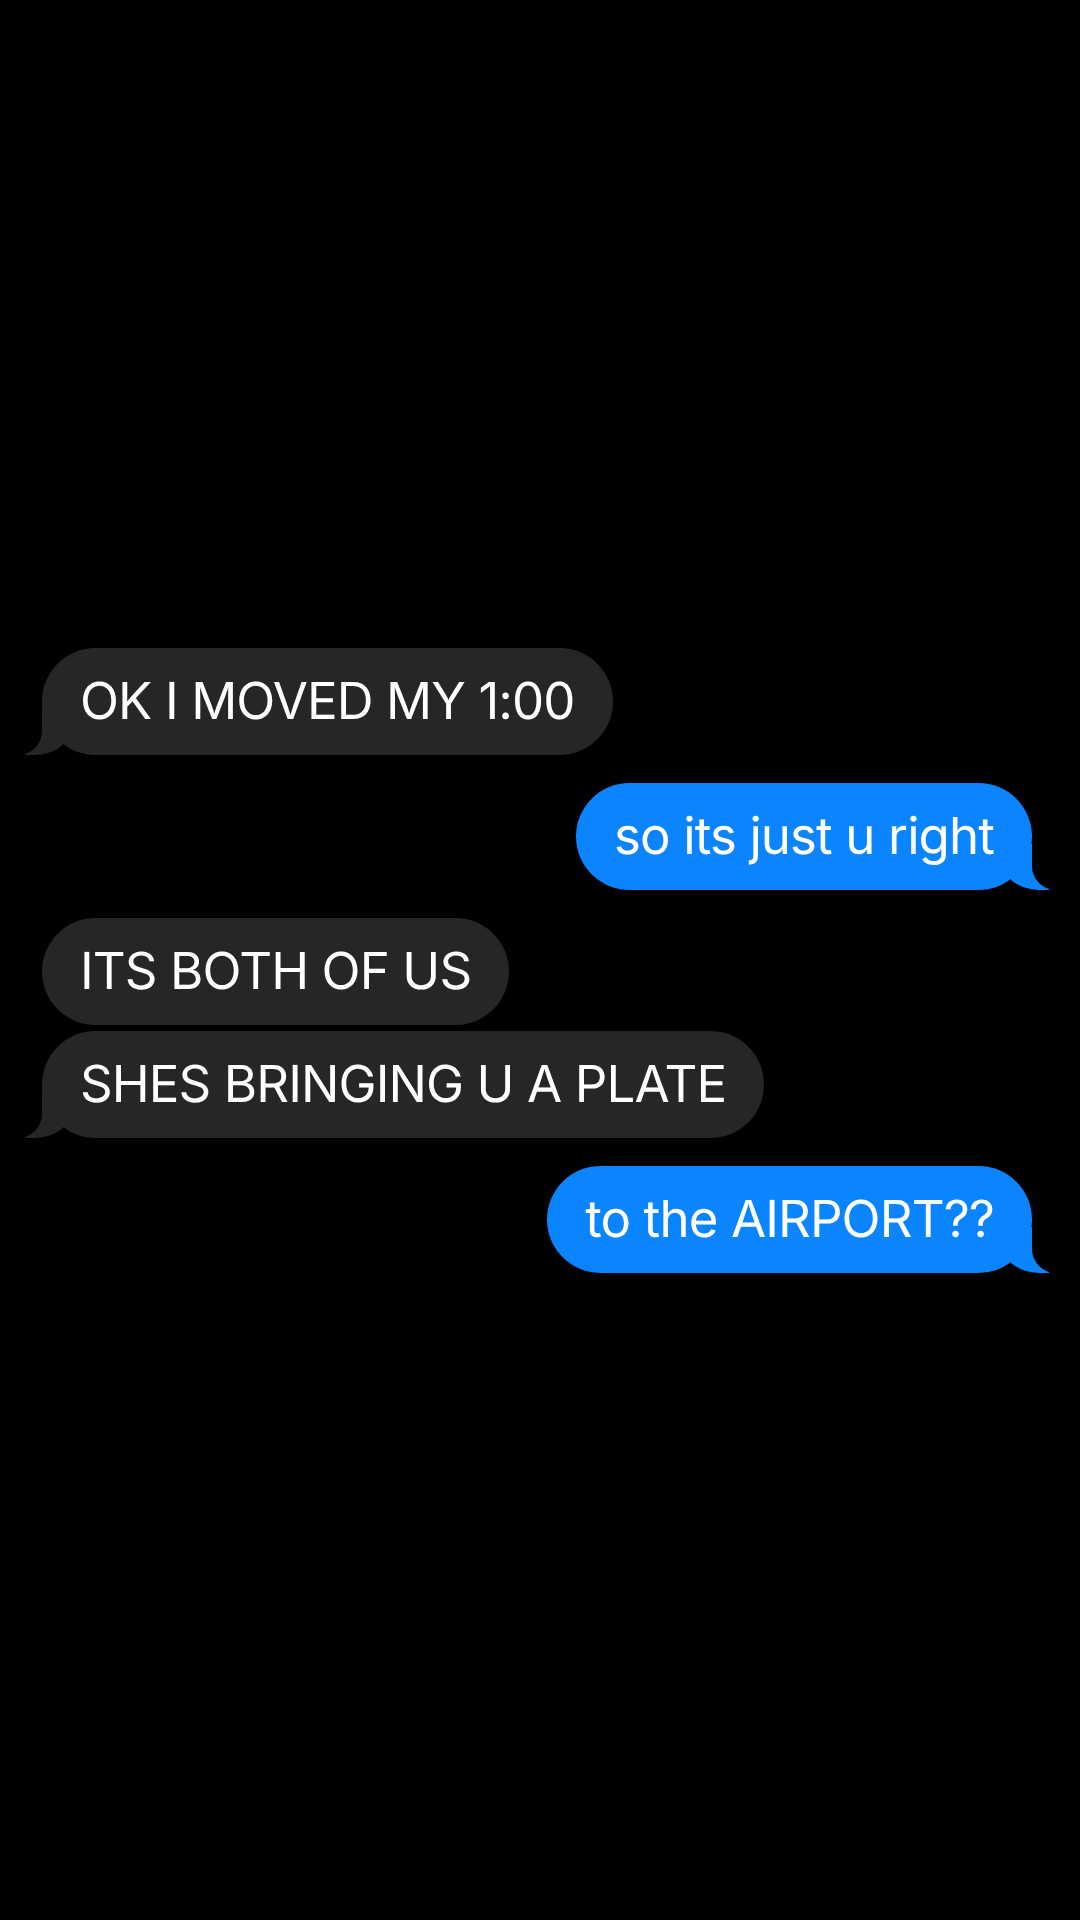 OK I MOVED MY 1:00
so its just u right
ITS BOTH OF US
SHES BRINGING U A PLATE
to the AIRPORT??